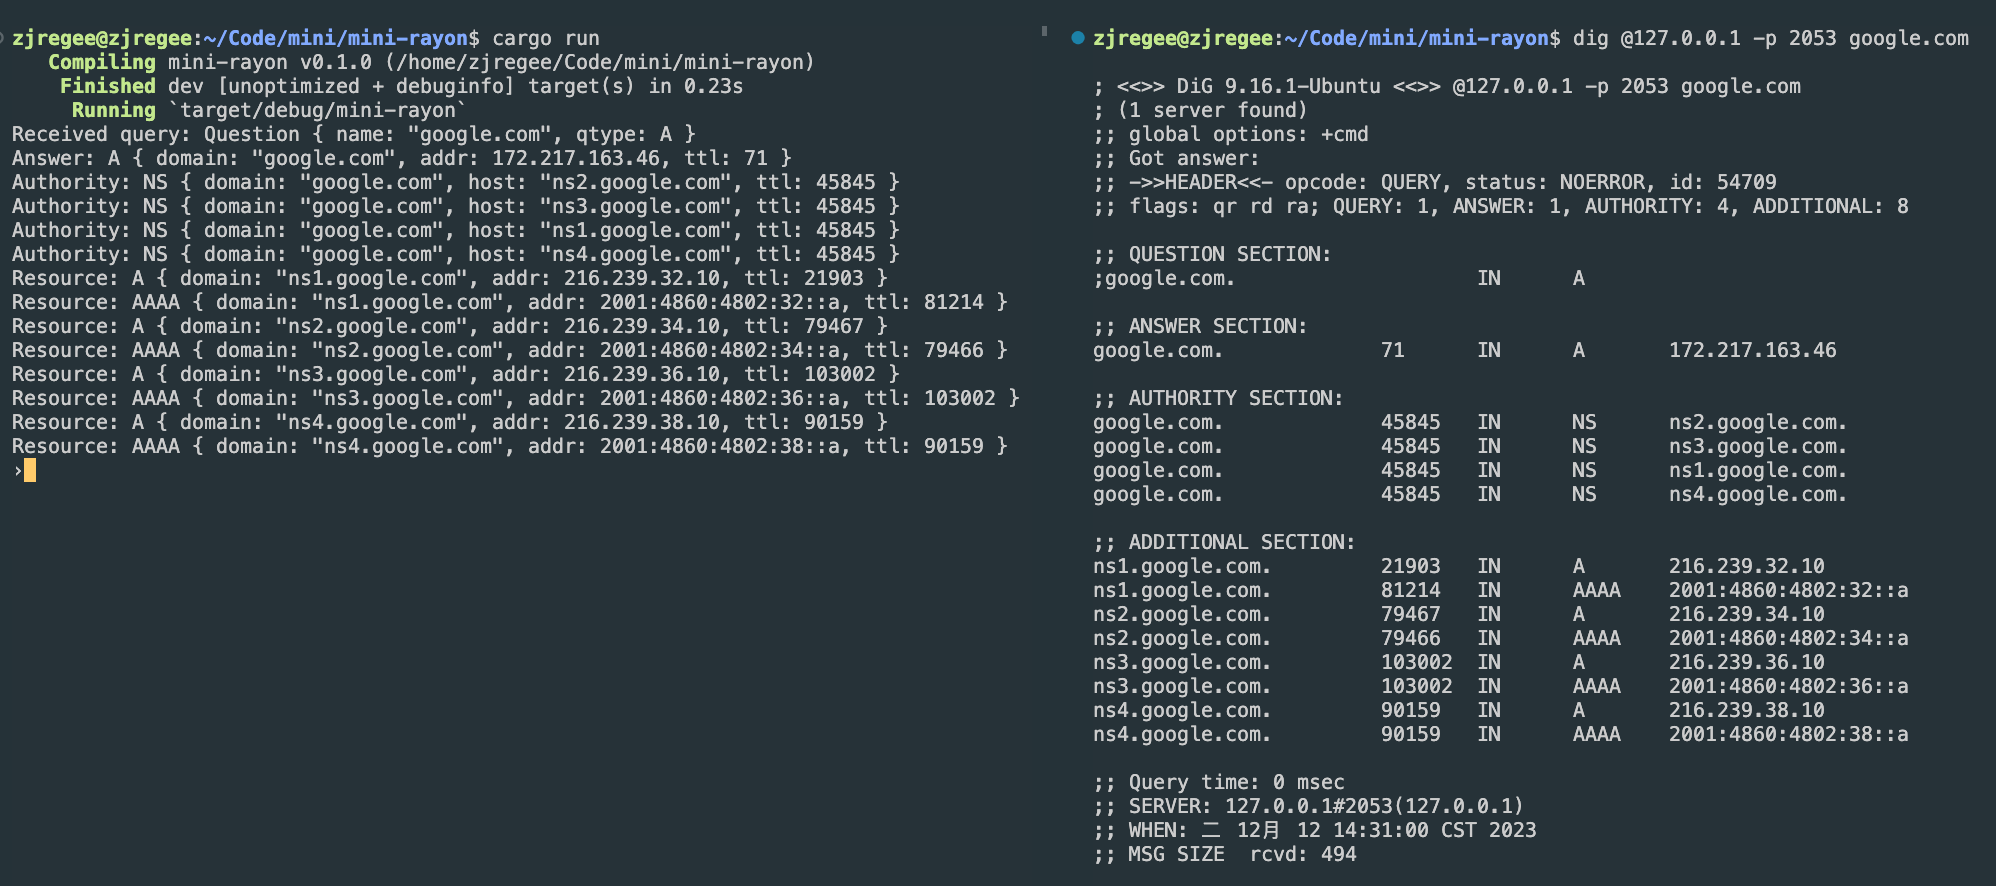 zjregee@zjregee:~/Code/mini/mini-rayon$ cargo run
Compiling mini-rayon v0.1.0 (/home/zjregee/Code/mini/mini-rayon)
Finished dev [unoptimized + debuginfo] target(s) in 0.23s
Running `target/debug/mini-rayon`
Received query: Question { name: "google.com", qtype: A }
Answer: A { domain: "google.com", addr: 172.217.163.46, ttl: 71 }
Authority: NS { domain: "google.com", host: "ns2.google.com", ttl: 45845 }
Authority: NS { domain: "google.com", host: "ns3.google.com", ttl: 45845 }
Authority: NS { domain: "google.com", host: "ns1.google.com", ttl: 45845 }
Authority: NS { domain: "google.com", host: "ns4.google.com", ttl: 45845 }
Resource: A { domain: "ns1.google.com", addr: 216.239.32.10, ttl: 21903 }
Resource: AAAA { domain: "ns1.google.com", addr: 2001:4860:4802:32::a, ttl: 81214 }
Resource: A { domain: "ns2.google.com", addr: 216.239.34.10, ttl: 79467 }
Resource: AAAA { domain: "ns2.google.com", addr: 2001:4860:4802:34::a, ttl: 79466 }
Resource: A { domain: "ns3.google.com", addr: 216.239.36.10, ttl: 103002 }
Resource: AAAA { domain: "ns3.google.com", addr: 2001:4860:4802:36::a, ttl: 103002 }
Resource: A { domain: "ns4.google.com", addr: 216.239.38.10, ttl: 90159 }
Resource: AAAA { domain: "ns4.google.com", addr: 2001:4860:4802:38::a, ttl: 90159 }
›
zjregee@zjregee:~/Code/mini/mini-rayon$ dig @127.0.0.1 -p 2053 google.com
; <<>> DiG 9.16.1-Ubuntu <<>> @127.0.0.1 -p 2053 google.com
; (1 server found)
;; global options: +cmd
;; Got answer:
;; ->>HEADER<<- opcode: QUERY, status: NOERROR, id: 54709
;; flags: qr rd ra; QUERY: 1, ANSWER: 1, AUTHORITY: 4, ADDITIONAL: 8
;; QUESTION SECTION:
;google.com. IN A
;; ANSWER SECTION:
google.com. 71 IN A 172.217.163.46
;; AUTHORITY SECTION:
google.com. 45845 IN NS ns2.google.com.
google.com. 45845 IN NS ns3.google.com.
google.com. 45845 IN NS ns1.google.com.
google.com. 45845 IN NS ns4.google.com.
;; ADDITIONAL SECTION:
ns1.google.com. 21903 IN A 216.239.32.10
ns1.google.com. 81214 IN AAAA 2001:4860:4802:32::a
ns2.google.com. 79467 IN A 216.239.34.10
ns2.google.com. 79466 IN AAAA 2001:4860:4802:34::a
ns3.google.com. 103002 IN A 216.239.36.10
ns3.google.com. 103002 IN AAAA 2001:4860:4802:36::a
ns4.google.com. 90159 IN A 216.239.38.10
ns4.google.com. 90159 IN AAAA 2001:4860:4802:38::a
;; Query time: 0 msec
;; SERVER: 127.0.0.1#2053(127.0.0.1)
;; WHEN: 二 12月 12 14:31:00 CST 2023
;; MSG SIZE rcvd: 494